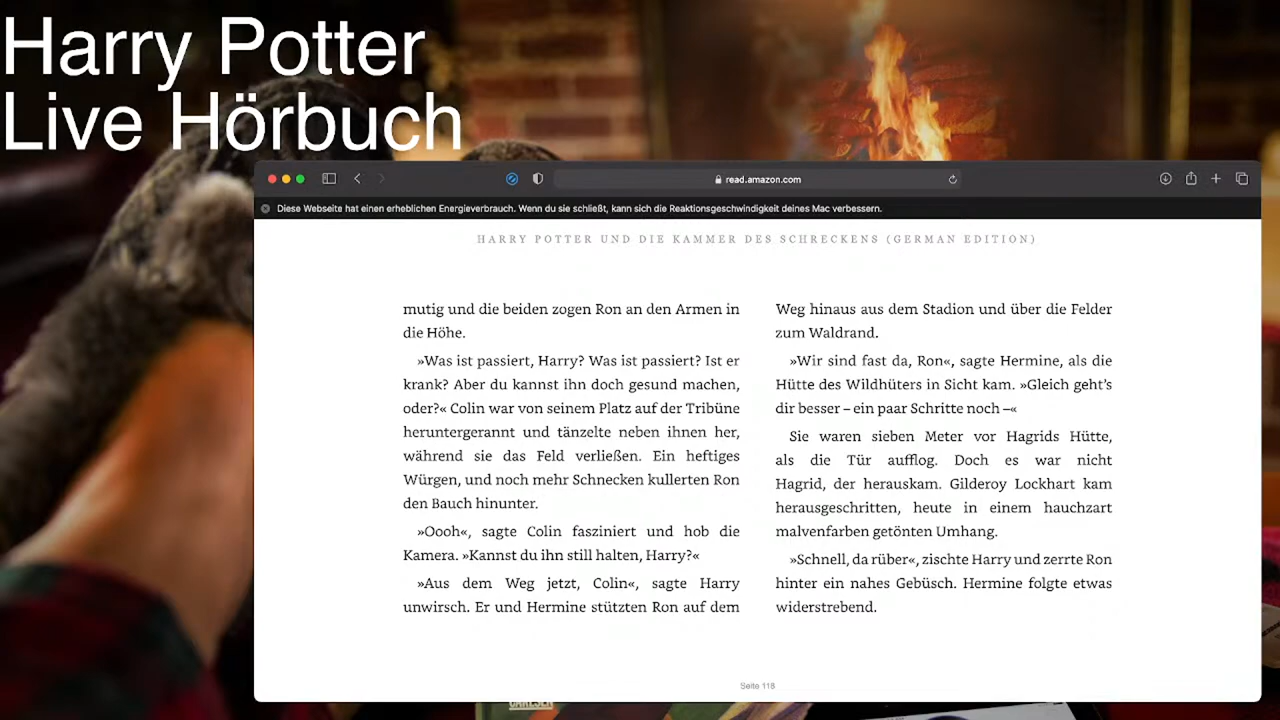 Harry Potter
Live Hörbuch
read.amazon.com
Diese Webseite hat einen erheblichen Energieverbrauch. Wenn du sie schließt, kann sich die Reaktionsgeschwindigkeit deines Mac verbessern.
HARRY POTTER UND DIE KAMMER DES SCHRECKENS (GERMAN EDITION)
mutig und die beiden zogen Ron an den Armen in
die Höhe.
»Was ist passiert, Harry? Was ist passiert? Ist er
krank? Aber du kannst ihn doch gesund machen,
oder?« Colin war von seinem Platz auf der Tribüne
heruntergerannt und tänzelte neben ihnen her,
während sie das Feld verließen. Ein heftiges
Würgen, und noch mehr Schnecken kullerten Ron
den Bauch hinunter.
»Oooh«, sagte Colin fasziniert und hob die
Kamera. »Kannst du ihn still halten, Harry?«
»Aus dem Weg jetzt, Colin«, sagte Harry
unwirsch. Er und Hermine stützten Ron auf dem
Weg hinaus aus dem Stadion und über die Felder
zum Waldrand.
»Wir sind fast da, Ron«, sagte Hermine, als die
Hütte des Wildhüters in Sicht kam. »Gleich geht’s
dir besser – ein paar Schritte noch –«
Sie waren sieben Meter vor Hagrids Hütte,
als die Tür aufflog. Doch es war nicht
Hagrid, der herauskam. Gilderoy Lockhart kam
herausgeschritten, heute in einem hauchzart
malvenfarben getönten Umhang.
»Schnell, da rüber«, zischte Harry und zerrte Ron
hinter ein nahes Gebüsch. Hermine folgte etwas
widerstrebend.
Seite 118
CARLSEN